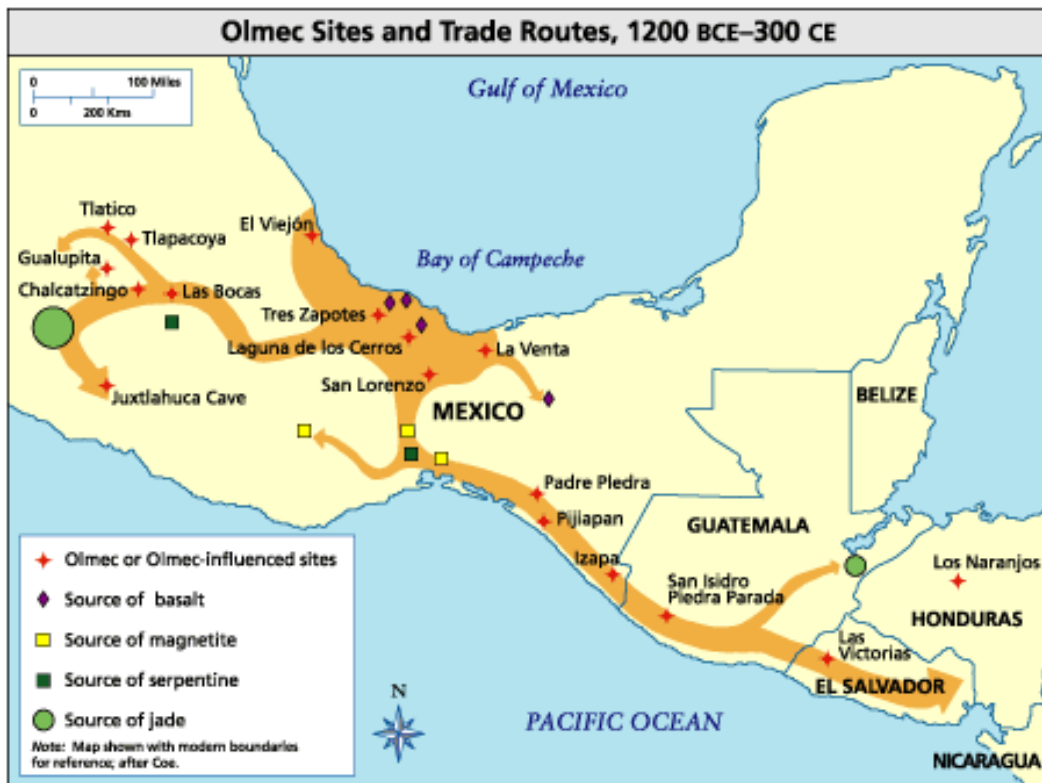 Olmec Sites and Trade Routes, 1200 BCE–300 CE
0 100 Miles
0 200 Kms
Gulf of Mexico
Tlatico
Tlapacoya
El Viejón
Gualupita
Bay of Campeche
Chalcatzingo
Las Bocas
Tres Zapotes
Laguna de los Cerros
La Venta
San Lorenzo
Juxtlahuca Cave
MEXICO
BELIZE
Padre Piedra
Pijiapan
GUATEMALA
Izapa
Los Naranjos
San Isidro
Piedra Parada
HONDURAS
Las
Victorias
EL SALVADOR
PACIFIC OCEAN
NICARAGUA
N
Olmec or Olmec-influenced sites
Source of basalt
Source of magnetite
Source of serpentine
Source of jade
Note: Map shown with modern boundaries
for reference; after Coe.